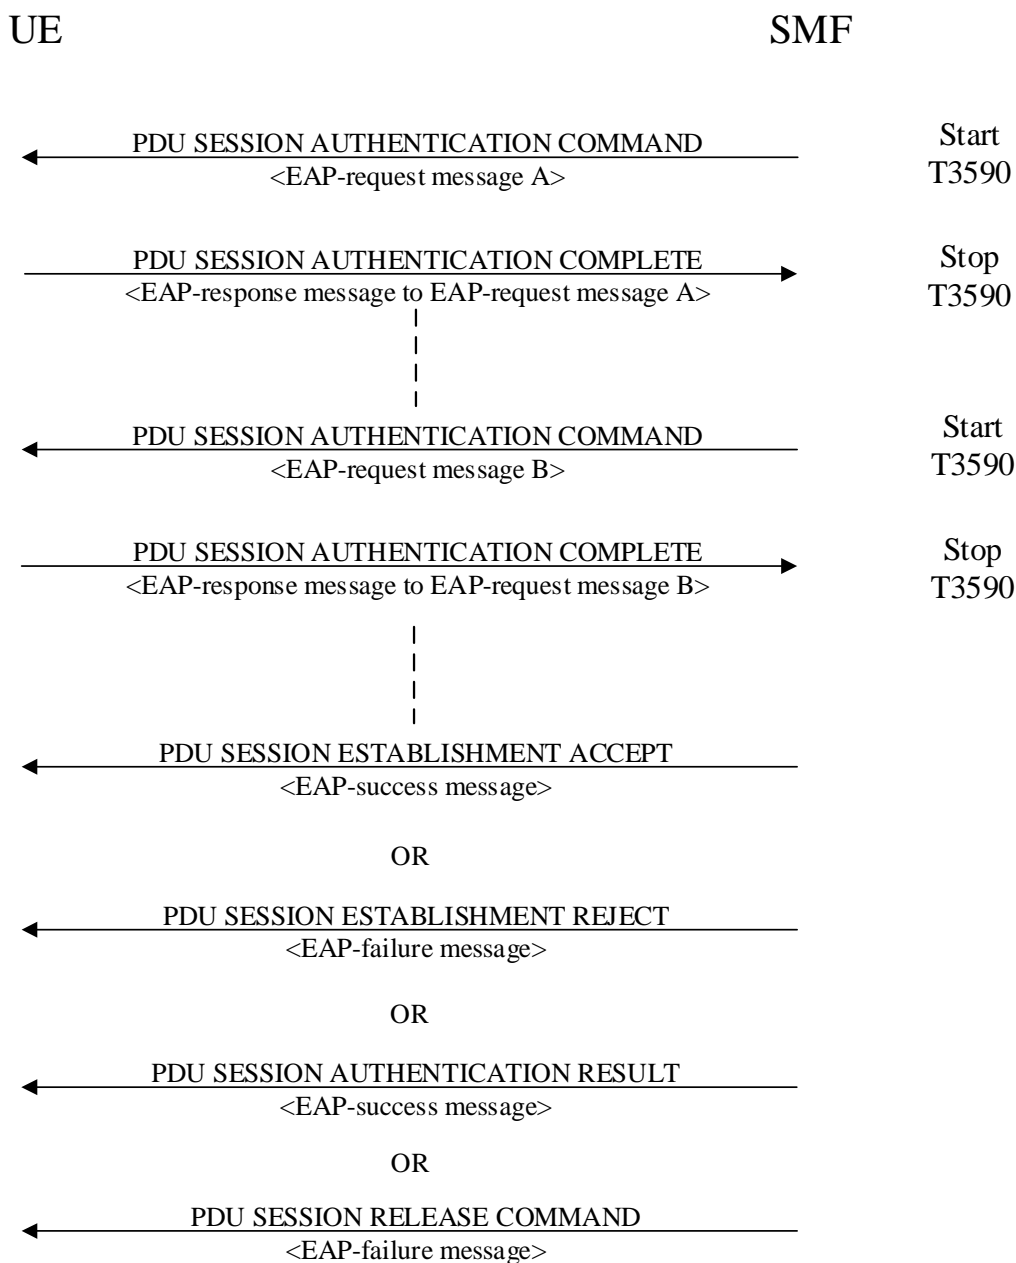 UE
SMF
PDU SESSION AUTHENTICATION COMMAND
<EAP-request message A>
Start
T3590
PDU SESSION AUTHENTICATION COMPLETE
<EAP-response message to EAP-request message A>
Stop
T3590
PDU SESSION AUTHENTICATION COMMAND
<EAP-request message B>
Start
T3590
PDU SESSION AUTHENTICATION COMPLETE
<EAP-response message to EAP-request message B>
Stop
T3590
PDU SESSION ESTABLISHMENT ACCEPT
<EAP-success message>
OR
PDU SESSION ESTABLISHMENT REJECT
<EAP-failure message>
OR
PDU SESSION AUTHENTICATION RESULT
<EAP-success message>
OR
PDU SESSION RELEASE COMMAND
<EAP-failure message>